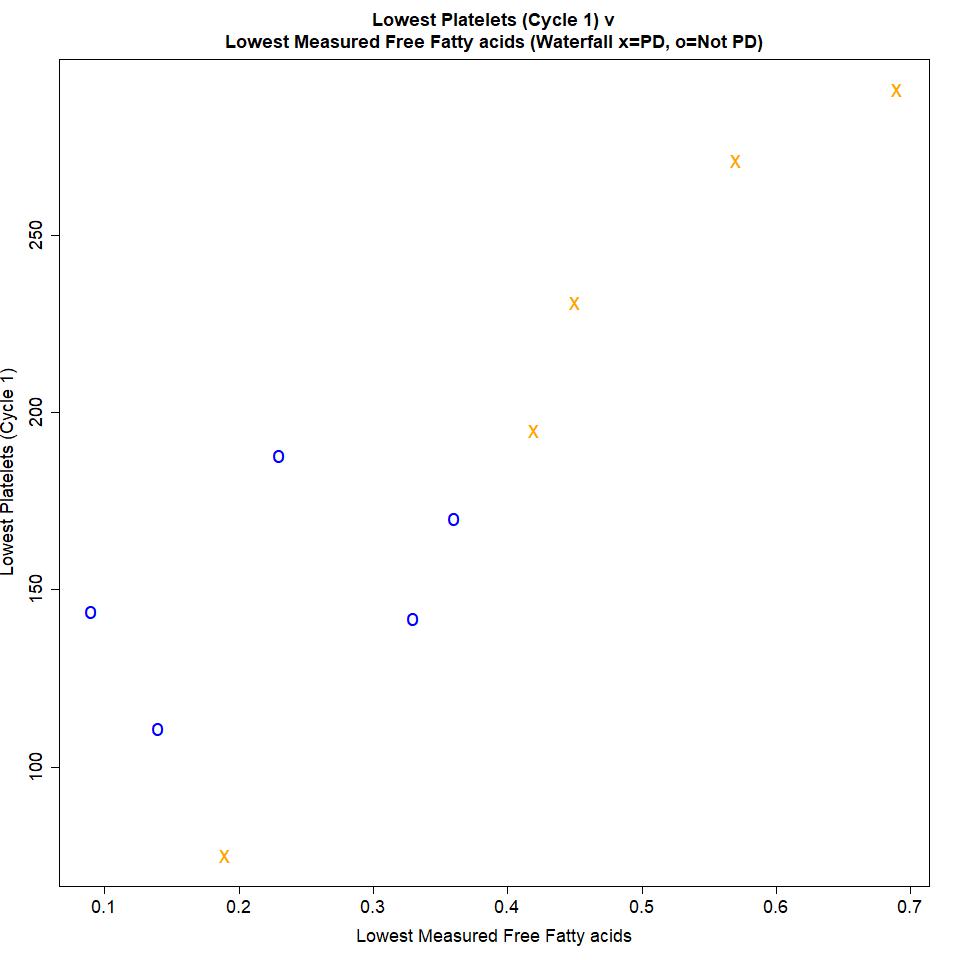 Lowest Platelets (Cycle 1) v
Lowest Measured Free Fatty acids (Waterfall x=PD, o=Not PD)
Lowest Platelets (Cycle 1)
250
200
150
100
X
X
X
X
O
O
O
O
O
X
0.1 0.2 0.3 0.4 0.5 0.6 0.7
Lowest Measured Free Fatty acids